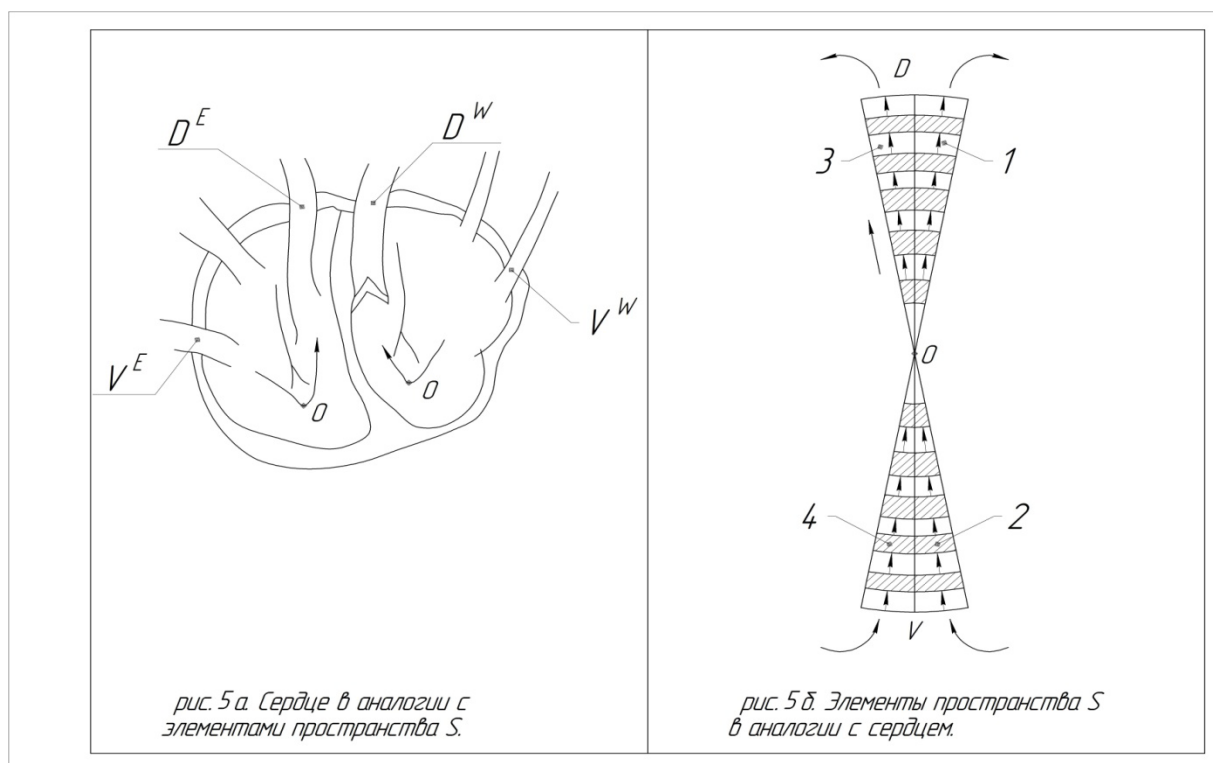 D^E
D^W
V^E
V^W
O
O
рис. 5 а. Сердце в аналогии с
элементами пространства S.
D
3
1
O
4
2
V
рис. 5 б. Элементы пространства S
в аналогии с сердцем.